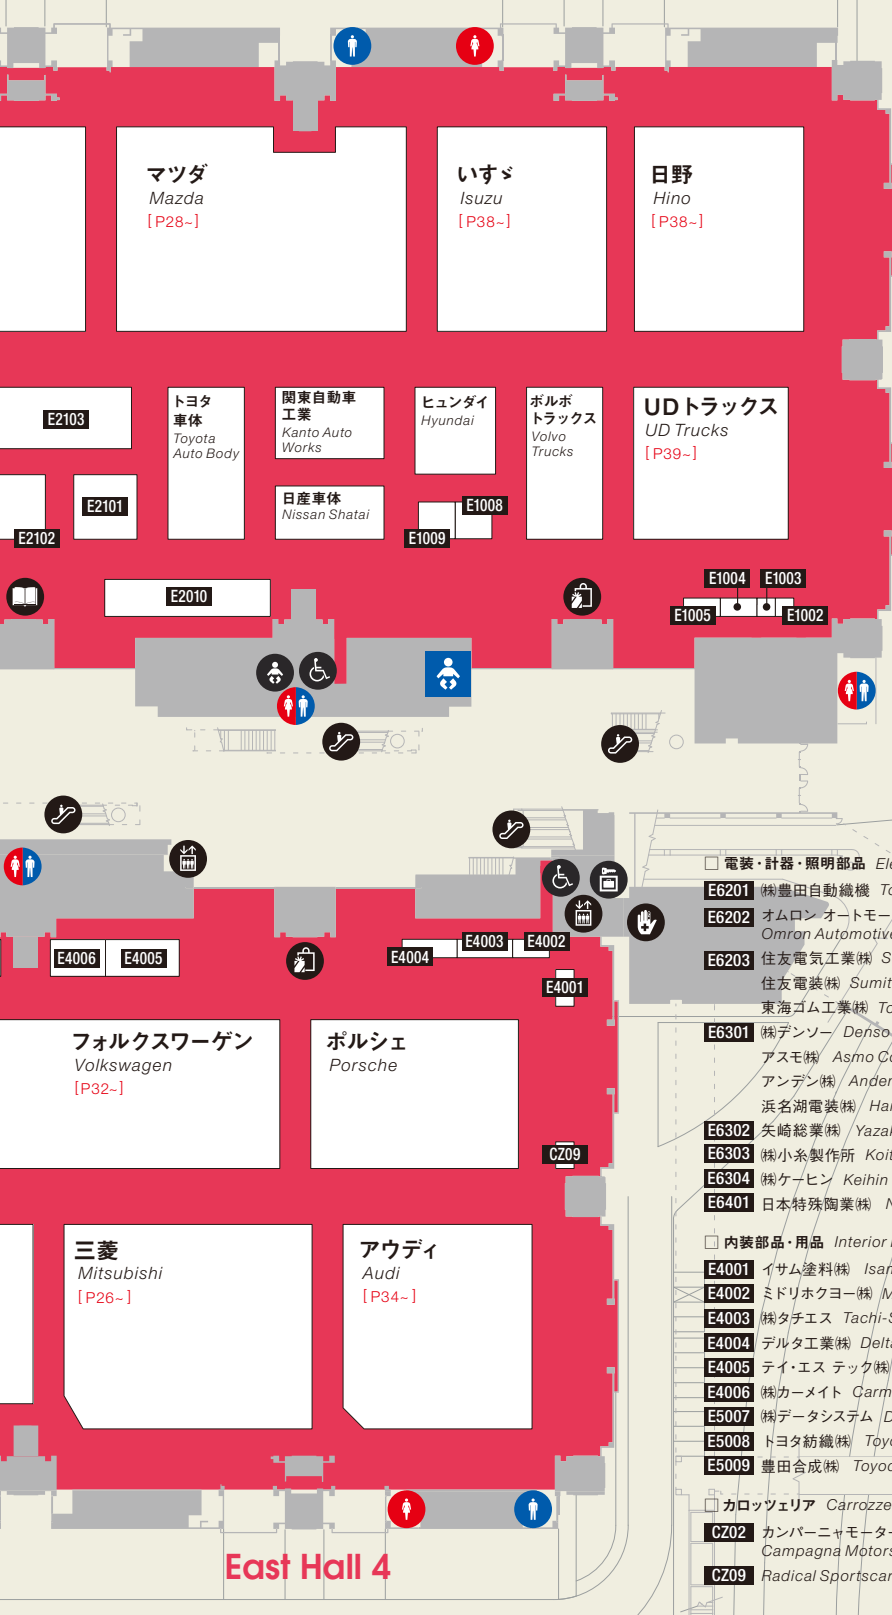 マツダ
Mazda
[P28~]
いすゞ
Isuzu
[P38~]
日野
Hino
[P38~]
E2103
トヨタ
車体
Toyota
Auto Body
関東自動車
工業
Kanto Auto
Works
ヒュンダイ
Hyundai
ボルボ
トラックス
Volvo
Trucks
UDトラックス
UD Trucks
[P39~]
E2102
E2101
日産車体
Nissan Shatai
E1009
E1008
E2010
E1004
E1003
E1005
E1002
E4006
E4005
E4004
E4003
E4002
E4001
フォルクスワーゲン
Volkswagen
[P32~]
ポルシェ
Porsche
CZ09
三菱
Mitsubishi
[P26~]
アウディ
Audi
[P34~]
East Hall 4
電装・計器・照明部品
E6201 ㈱豊田自動織機
E6202 オムロン オートモー
Omron Automotive
E6203 住友電気工業㈱
住友電装㈱ Sumit
東海ゴム工業㈱ To
E6301 ㈱デンソー Denso
アスモ㈱ Asmo Co
アンデン㈱ Ander
浜名湖電装㈱ Ha
E6302 矢崎総業㈱ Yazak
E6303 ㈱小糸製作所 Koit
E6304 ㈱ケーヒン Keihin
E6401 日本特殊陶業㈱
内装部品・用品 Interior
E4001 イサム塗料㈱ Isa
E4002 ミドリホクヨー㈱
E4003 ㈱タチエス Tachi-S
E4004 デルタ工業㈱ Delta
E4005 テイ・エス テック㈱
E4006 ㈱カーメイト Carm
E5007 ㈱データシステム D
E5008 トヨタ紡織㈱ Toyo
E5009 豊田合成㈱ Toyoo
カロッツェリア Carrozze
CZ02 カンパーニャモーター
Campagna Motors
CZ09 Radical Sportscar